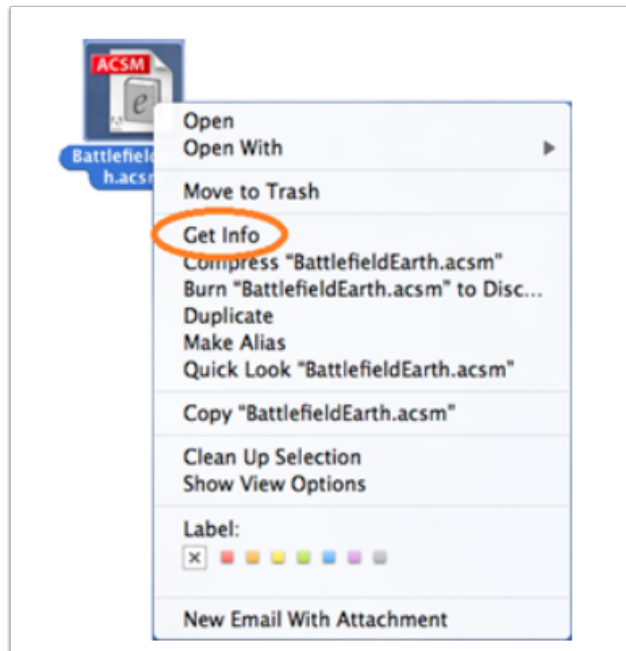 ACSM
e
Battlefiel
h.acs
Open
Open With
Move to Trash
Get Info
Compress "BattlefieldEarth.acsm"
Burn "BattlefieldEarth.acsm" to Disc...
Duplicate
Make Alias
Quick Look "BattlefieldEarth.acsm"
Copy "BattlefieldEarth.acsm"
Clean Up Selection
Show View Options
Label:
New Email With Attachment